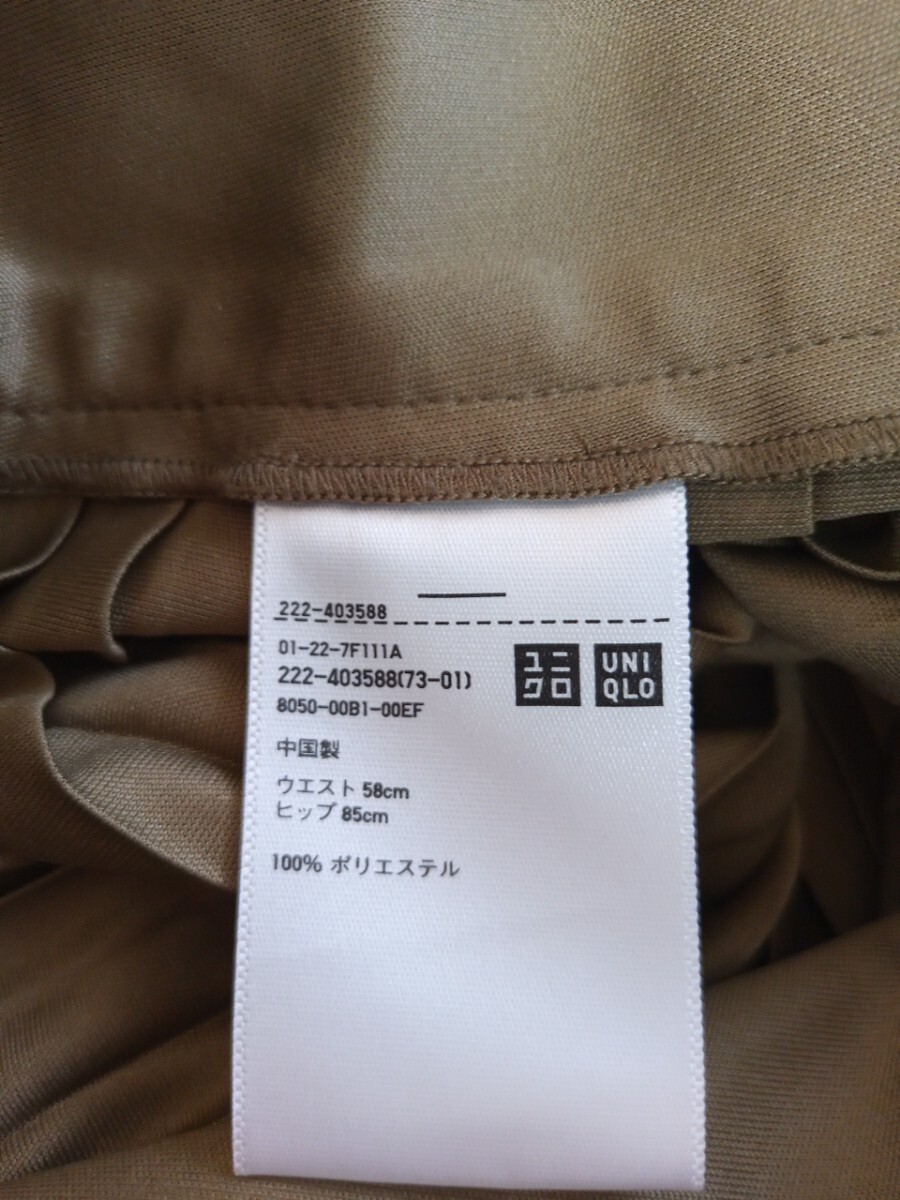 222-403588
01-22-7F111A
222-403588(73-01)
8050-00B1-00EF
ユニ
クロ
UNI
QLO
中国製
ウエスト 58cm
ヒップ 85cm
100% ポリエステル